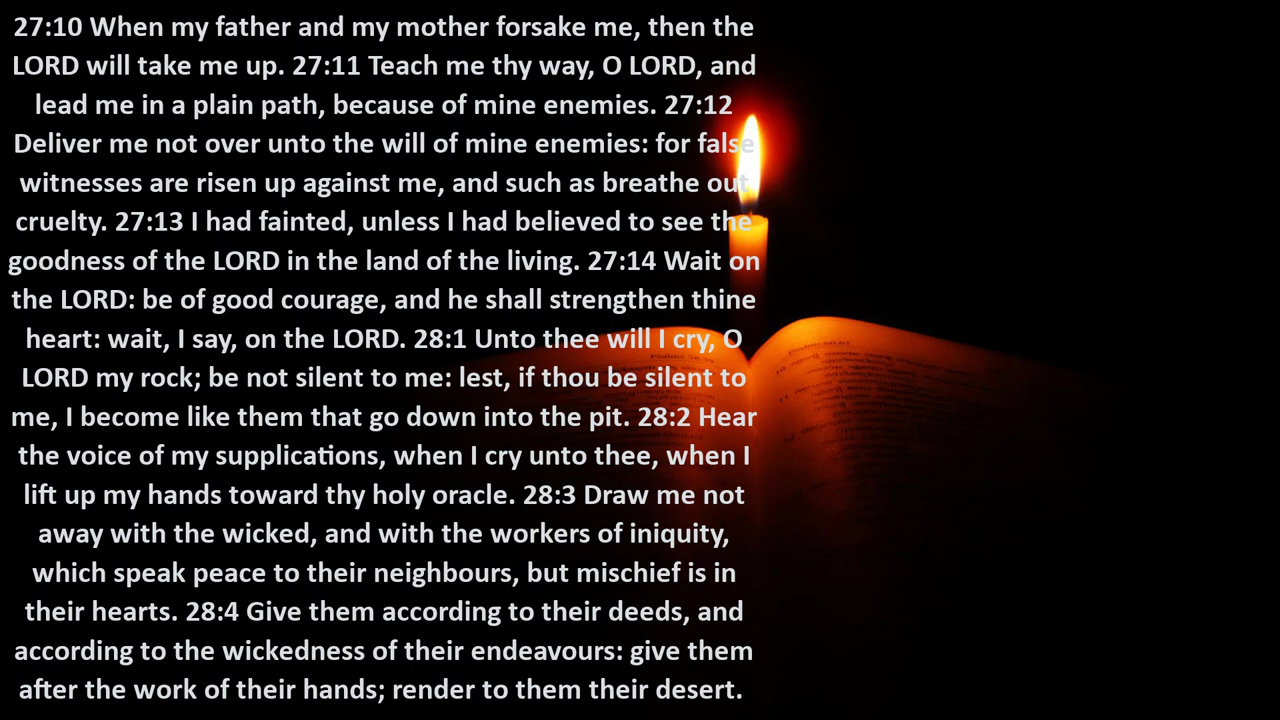 27:10 When my father and my mother forsake me, then the
LORD will take me up. 27:11 Teach me thy way, O LORD, and
lead me in a plain path, because of mine enemies. 27:12
Deliver me not over unto the will of mine enemies: for false
witnesses are risen up against me, and such as breathe out
cruelty. 27:13 I had fainted, unless I had believed to see the
goodness of the LORD in the land of the living. 27:14 Wait on
the LORD: be of good courage, and he shall strengthen thine
heart: wait, I say, on the LORD. 28:1 Unto thee will I cry, O
LORD my rock; be not silent to me: lest, if thou be silent to
me, I become like them that go down into the pit. 28:2 Hear
the voice of my supplications, when I cry unto thee, when I
lift up my hands toward thy holy oracle. 28:3 Draw me not
away with the wicked, and with the workers of iniquity,
which speak peace to their neighbours, but mischief is in
their hearts. 28:4 Give them according to their deeds, and
according to the wickedness of their endeavours: give them
after the work of their hands; render to them their desert.